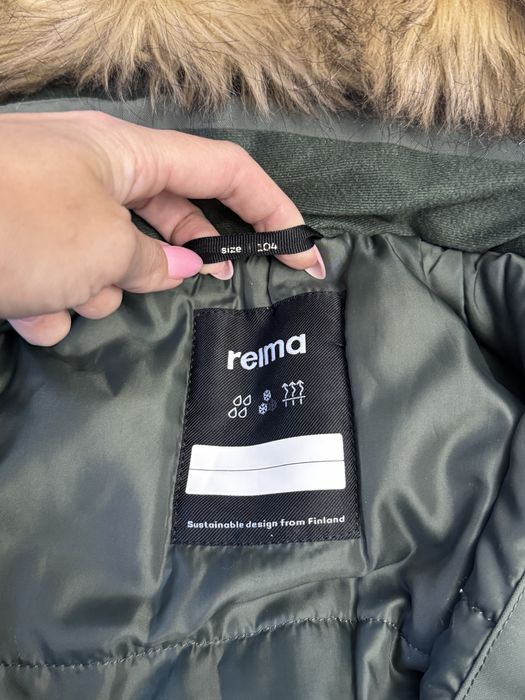 size 104
reima
Sustainable design from Finland